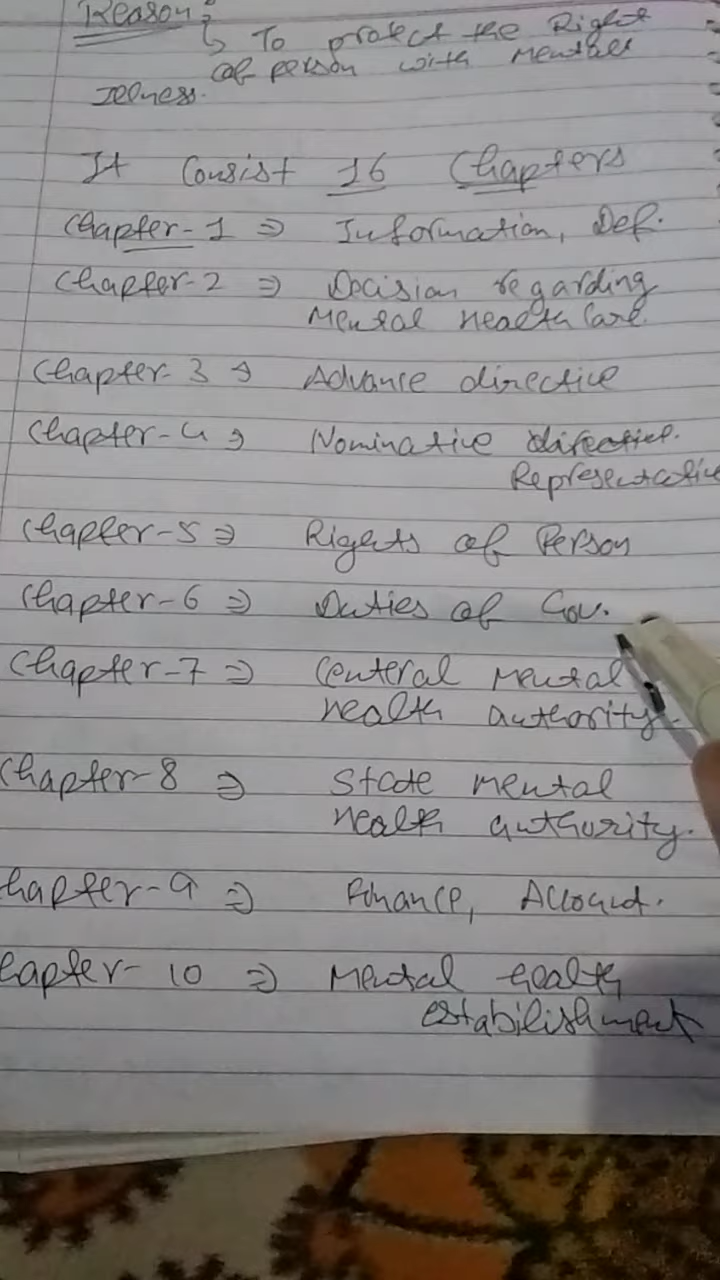 Reason :
↳ To protect the Right
of person with Mental
Illness.
It Consist 16 Chapters
Chapter-1 ⇒ Information, Def.
Chapter-2 ⇒ Decision regarding
Mental Health Care.
Chapter-3 → Advance directive
Chapter-4 ⇒ Nominative directive.
Representative
Chapter-5 ⇒ Rights of Person
Chapter-6 ⇒ Duties of Gov.
Chapter-7 ⇒ Centeral Mental
health authority.
Chapter-8 ⇒ State mental
health authority.
hapter-9 ⇒ Finance, Account.
hapter-10 ⇒ Mental health
estabilishment